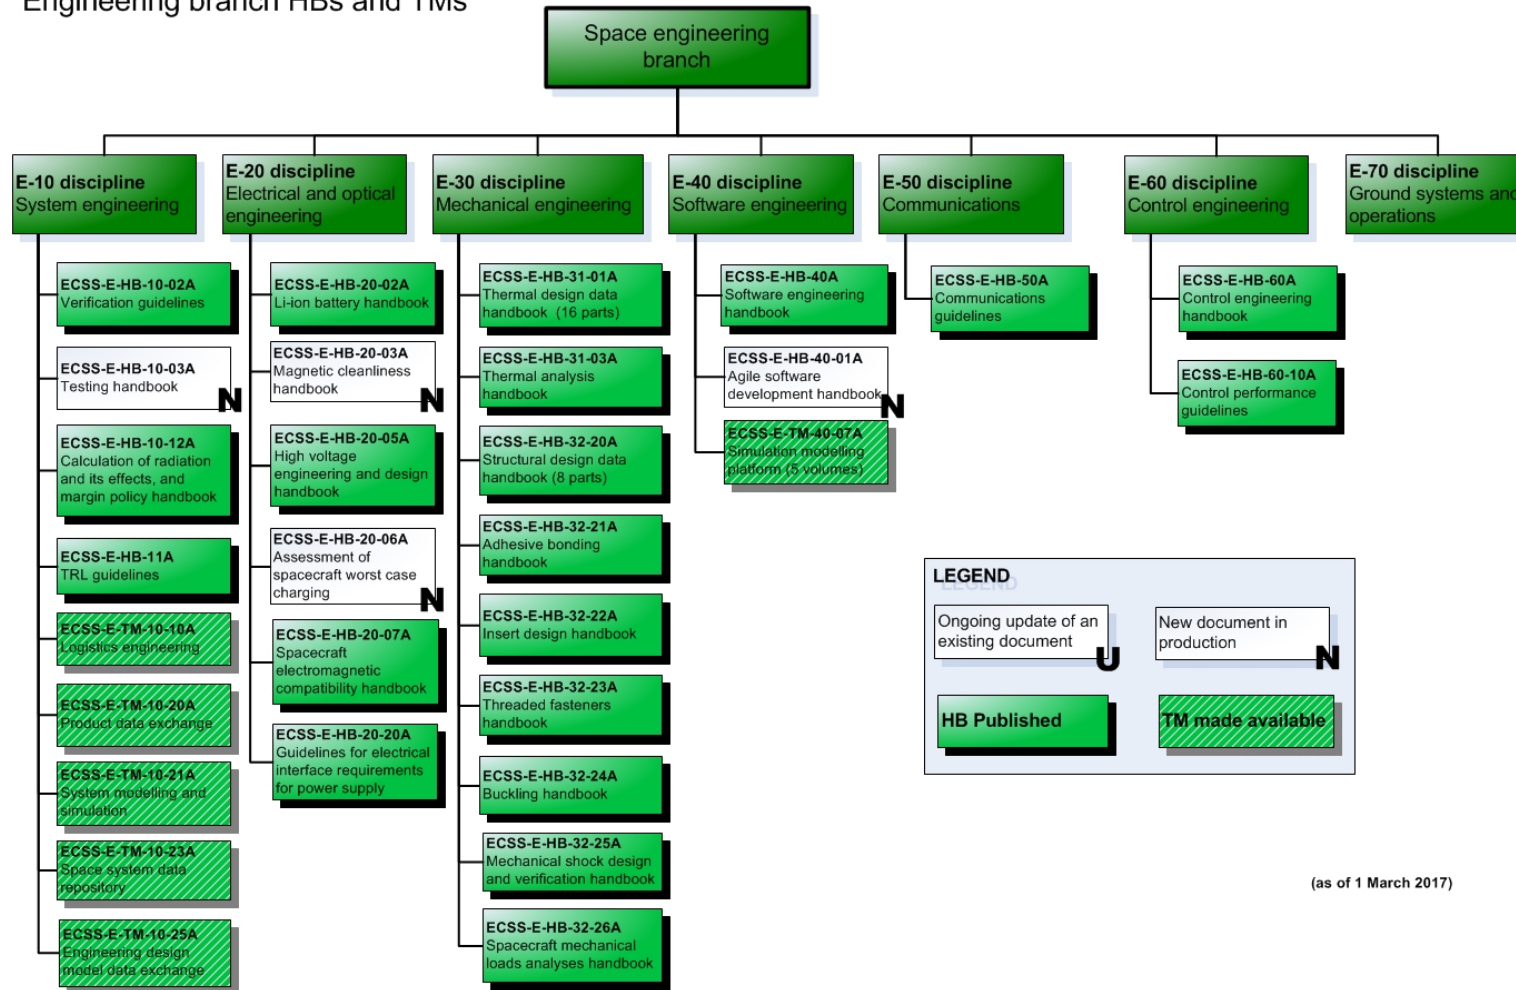 Engineering branch HBs and TMs
Space engineering
branch
E-10 discipline
System engineering
E-20 discipline
Electrical and optical
engineering
E-30 discipline
Mechanical engineering
E-40 discipline
Software engineering
E-50 discipline
Communications
E-60 discipline
Control engineering
E-70 discipline
Ground systems and
operations
ECSS-E-HB-10-02A
Verification guidelines
ECSS-E-HB-10-03A
Testing handbook
N
ECSS-E-HB-10-12A
Calculation of radiation
and its effects, and
margin policy handbook
ECSS-E-HB-11A
TRL guidelines
ECSS-E-TM-10-10A
Logistics engineering
ECSS-E-TM-10-20A
Product data exchange
ECSS-E-TM-10-21A
System modelling and
simulation
ECSS-E-TM-10-23A
Space system data
repository
ECSS-E-TM-10-25A
Engineering design
model data exchange
ECSS-E-HB-20-02A
Li-ion battery handbook
ECSS-E-HB-20-03A
Magnetic cleanliness
handbook
N
ECSS-E-HB-20-05A
High voltage
engineering and design
handbook
ECSS-E-HB-20-06A
Assessment of
spacecraft worst case
charging
N
ECSS-E-HB-20-07A
Spacecraft
electromagnetic
compatibility handbook
ECSS-E-HB-20-20A
Guidelines for electrical
interface requirements
for power supply
ECSS-E-HB-31-01A
Thermal design data
handbook (16 parts)
ECSS-E-HB-31-03A
Thermal analysis
handbook
ECSS-E-HB-32-20A
Structural design data
handbook (8 parts)
ECSS-E-HB-32-21A
Adhesive bonding
handbook
ECSS-E-HB-32-22A
Insert design handbook
ECSS-E-HB-32-23A
Threaded fasteners
handbook
ECSS-E-HB-32-24A
Buckling handbook
ECSS-E-HB-32-25A
Mechanical shock design
and verification handbook
ECSS-E-HB-32-26A
Spacecraft mechanical
loads analyses handbook
ECSS-E-HB-40A
Software engineering
handbook
ECSS-E-HB-40-01A
Agile software
development handbook
N
ECSS-E-TM-40-07A
Simulation modelling
platform (5 volumes)
ECSS-E-HB-50A
Communications
guidelines
ECSS-E-HB-60A
Control engineering
handbook
ECSS-E-HB-60-10A
Control performance
guidelines
LEGEND
Ongoing update of an
existing document
U
New document in
production
N
HB Published
TM made available
(as of 1 March 2017)